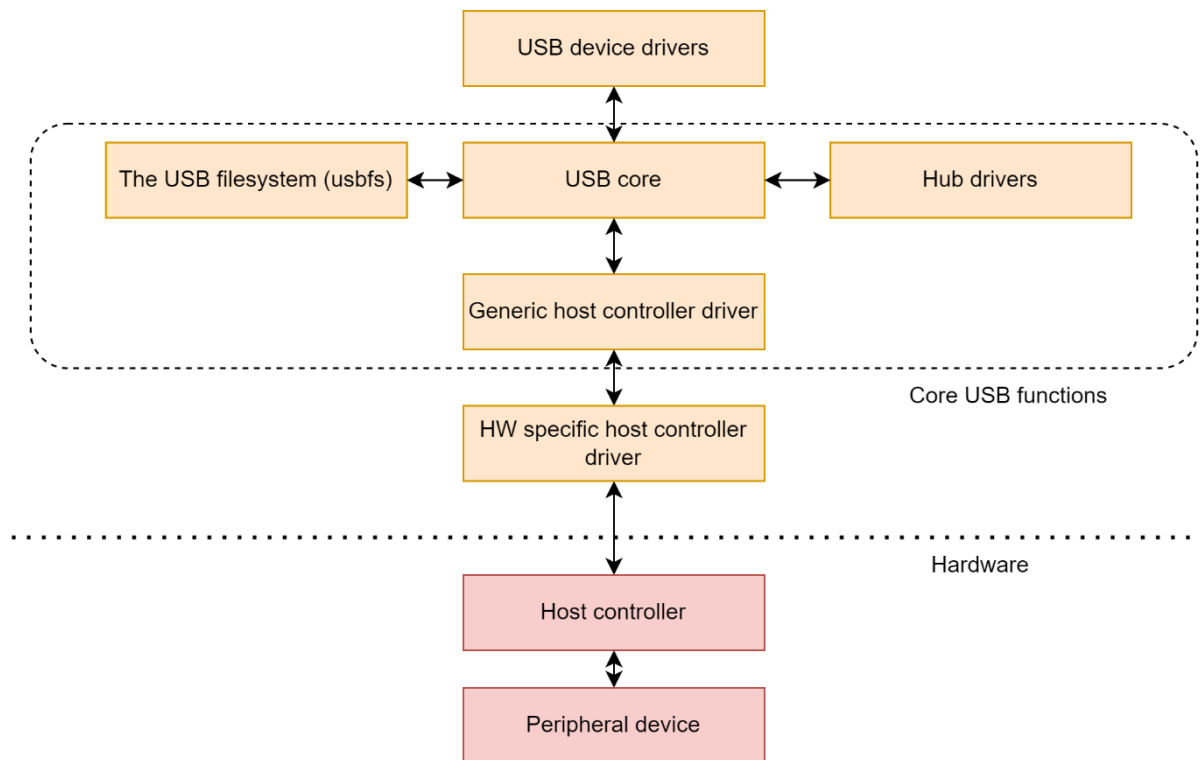 USB device drivers
The USB filesystem (usbfs)
USB core
Hub drivers
Generic host controller driver
Core USB functions
HW specific host controller
driver
Hardware
Host controller
Peripheral device